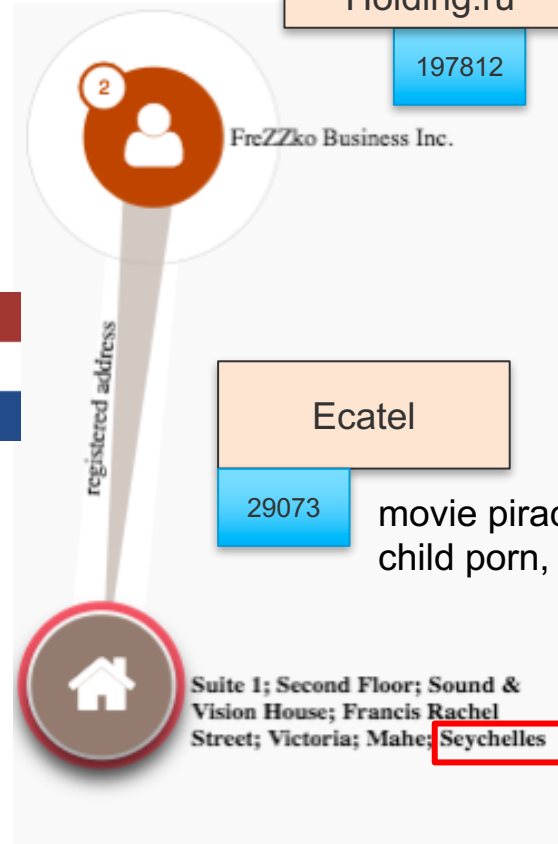 Holding.ru
197812
2
FreZZko Business Inc.
registered address
Ecatel
29073
movie
child porn,
Suite 1; Second Floor; Sound &
Vision House; Francis Rachel
Street; Victoria; Mahe; Seychelles